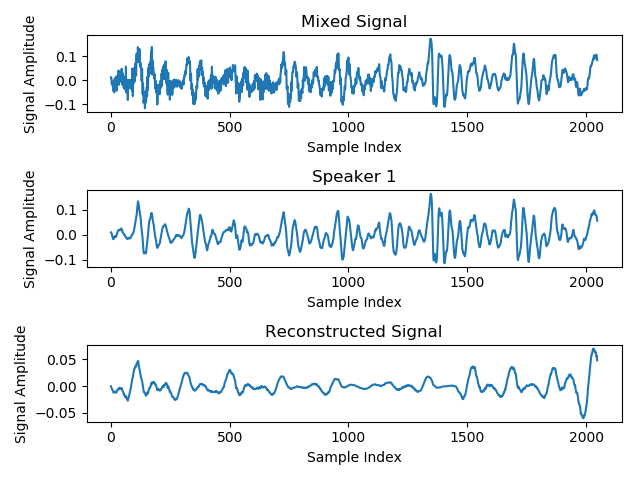 Mixed Signal
Signal Amplitude
0.1
0.0
−0.1
0
500
1000
1500
2000
Sample Index
Speaker 1
Signal Amplitude
0.1
0.0
−0.1
0
500
1000
1500
2000
Sample Index
Reconstructed Signal
Signal Amplitude
0.05
0.00
−0.05
0
500
1000
1500
2000
Sample Index